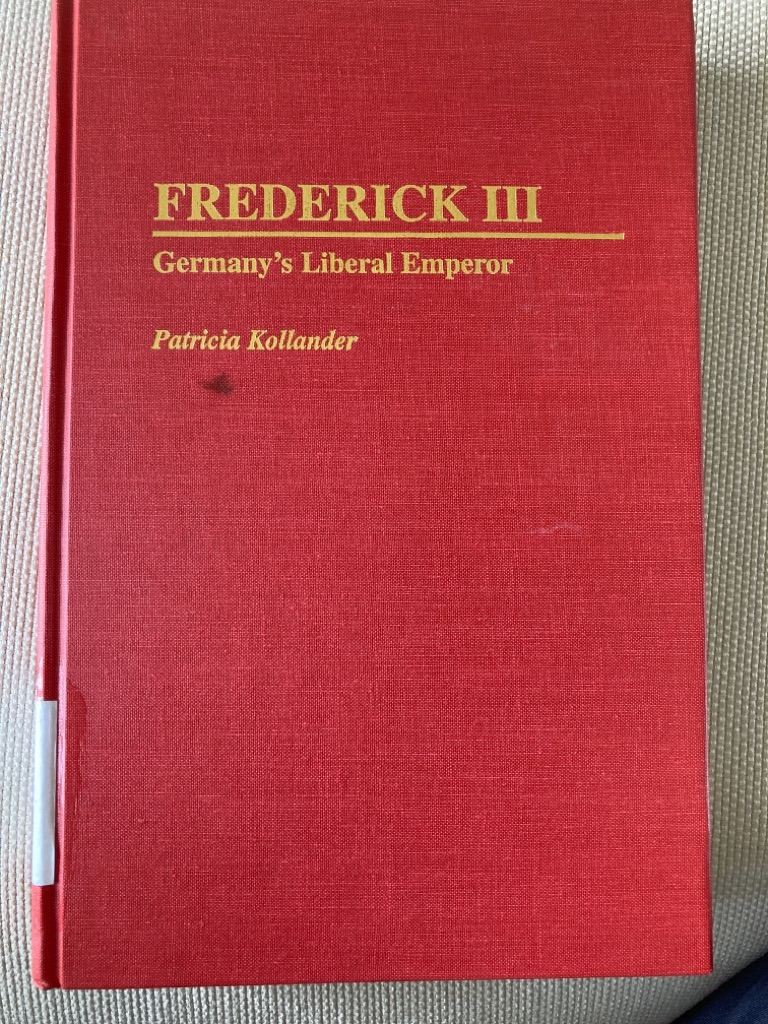 FREDERICK III
Germany's Liberal Emperor
Patricia Kollander